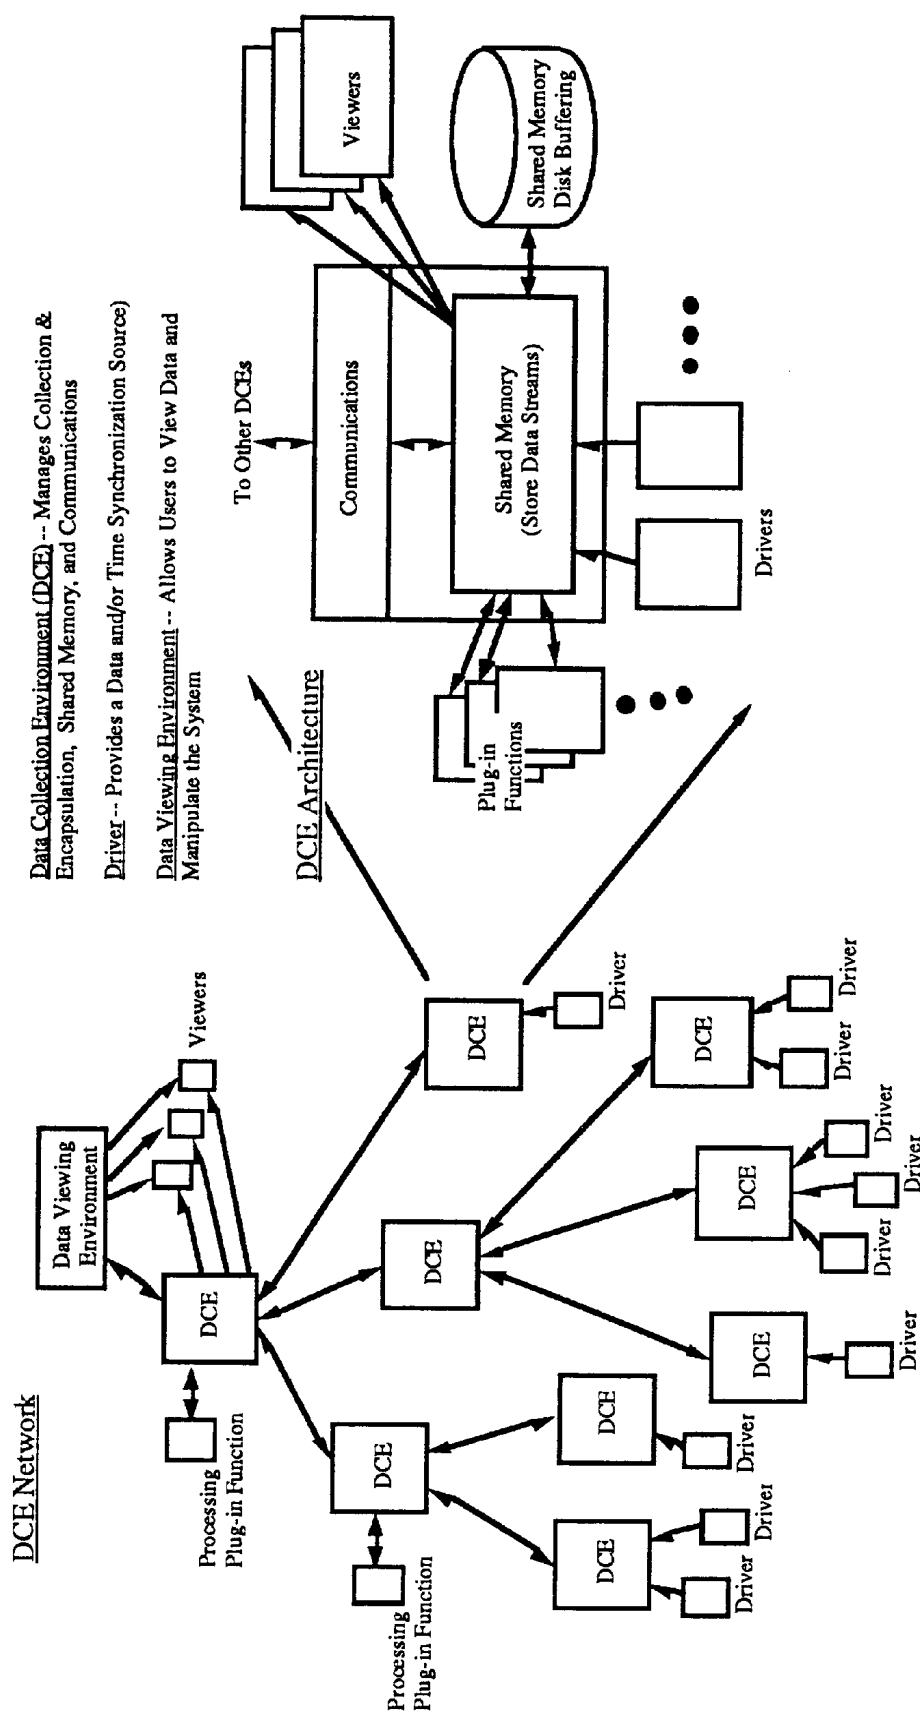 DCE Network
Data Viewing
Environment
Viewers
DCE
Processing
Plug-in Function
DCE
Processing
Plug-in Function
DCE
DCE
Driver
DCE
Driver
Driver
DCE
Driver
DCE
Driver
DCE
Driver
Driver
Driver
DCE
Driver
Driver
Data Collection Environment (DCE) -- Manages Collection &
Encapsulation, Shared Memory, and Communications
Driver -- Provides a Data and/or Time Synchronization Source)
Data Viewing Environment -- Allows Users to View Data and
Manipulate the System
DCE Architecture
To Other DCEs
Communications
Viewers
Shared Memory
(Store Data Streams)
Shared Memory
Disk Buffering
Plug-in
Functions
Drivers